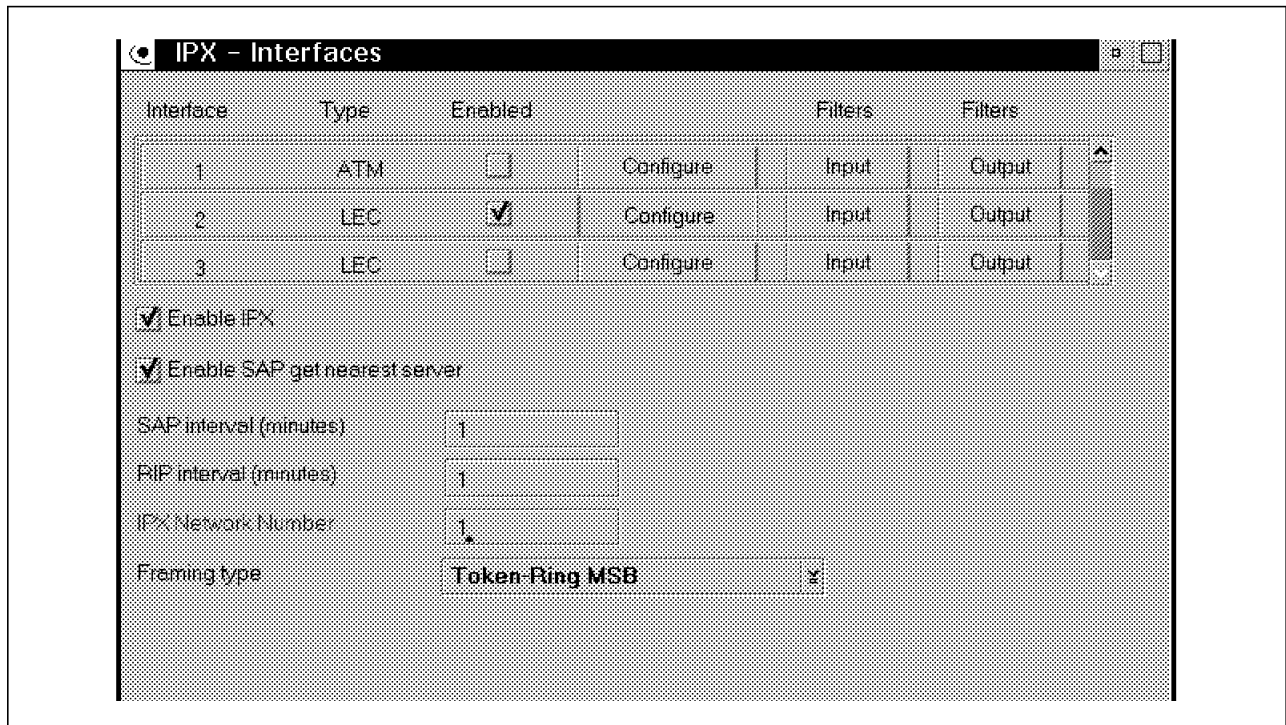 IPX - Interfaces
Interface Type Enabled Filters Filters
1 ATM Configure Input Output
2 LEC Configure Input Output
3 LEC Configure Input Output
Enable IPX
Enable SAP get nearest server
SAP interval (minutes) 1
RIP interval (minutes) 1
IPX Network Number 1
Framing type Token-Ring MSB